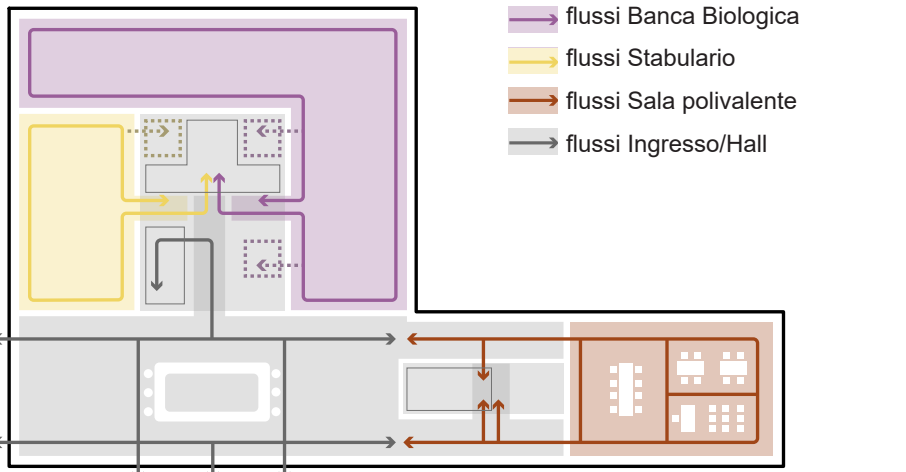 flussi Banca Biologica
flussi Stabulario
flussi Sala polivalente
flussi Ingresso/Hall